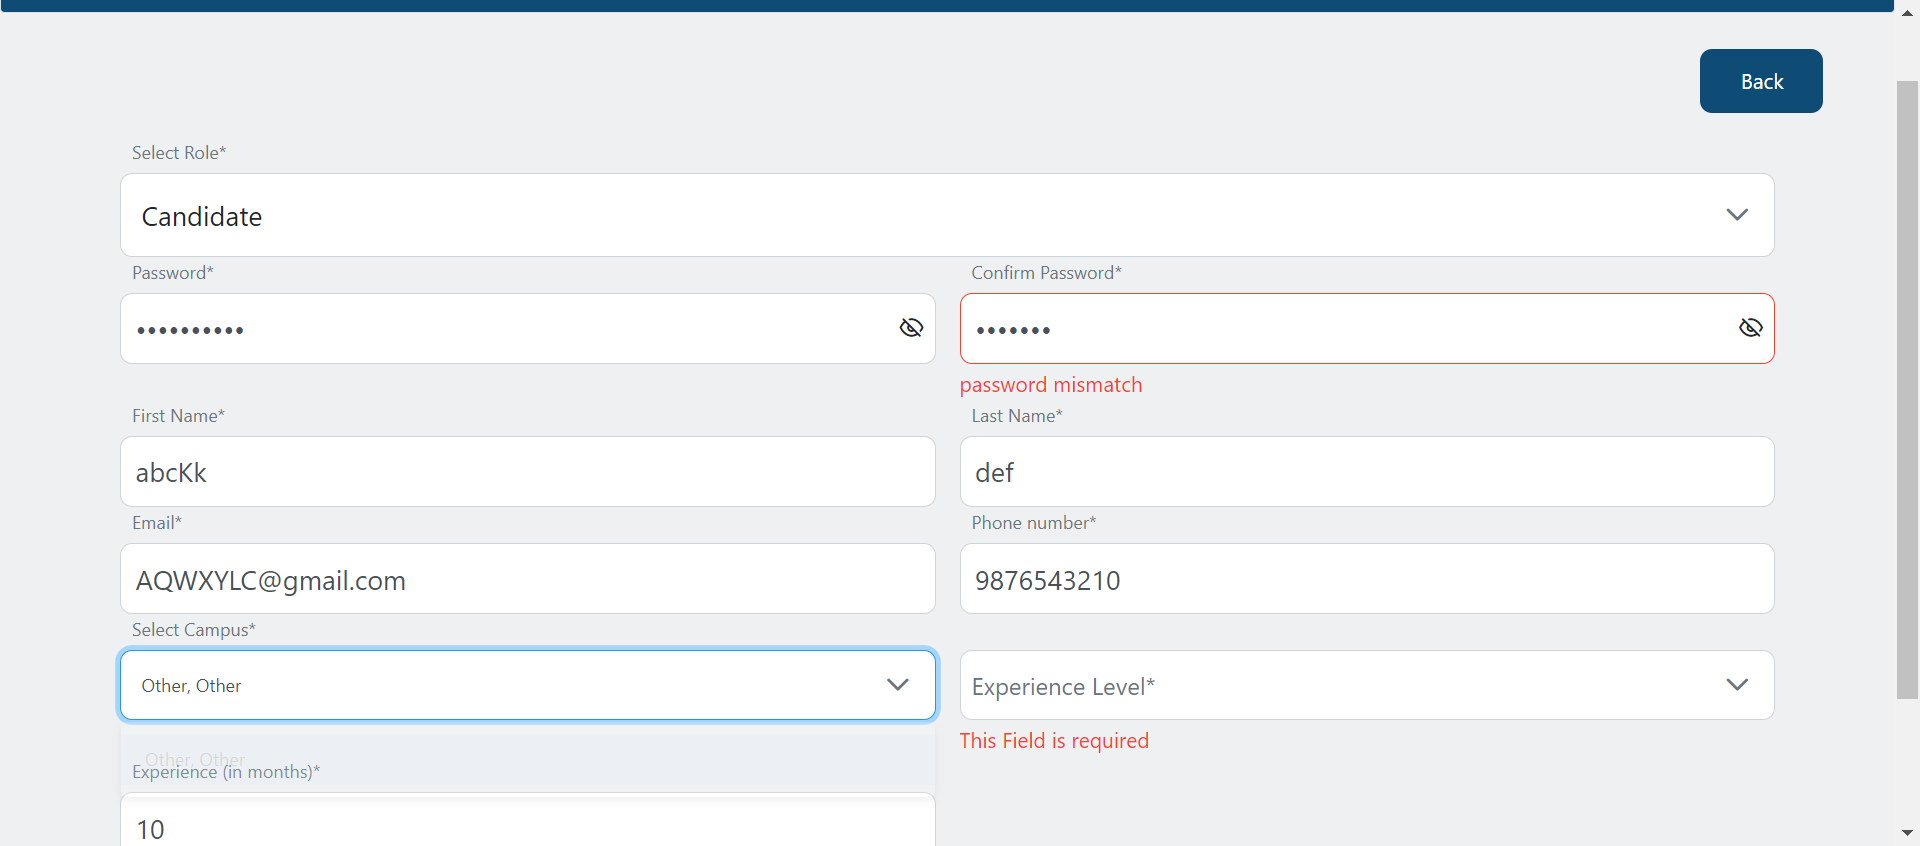 Back
Select Role*
Candidate
Password* Confirm Password*
•••••••••• •••••••
password mismatch
First Name* Last Name*
abcKk def
Email* Phone number*
AQWXYLC@gmail.com 9876543210
Select Campus*
Other, Other Experience Level*
This Field is required
Other, Other
Experience (in months)*
10